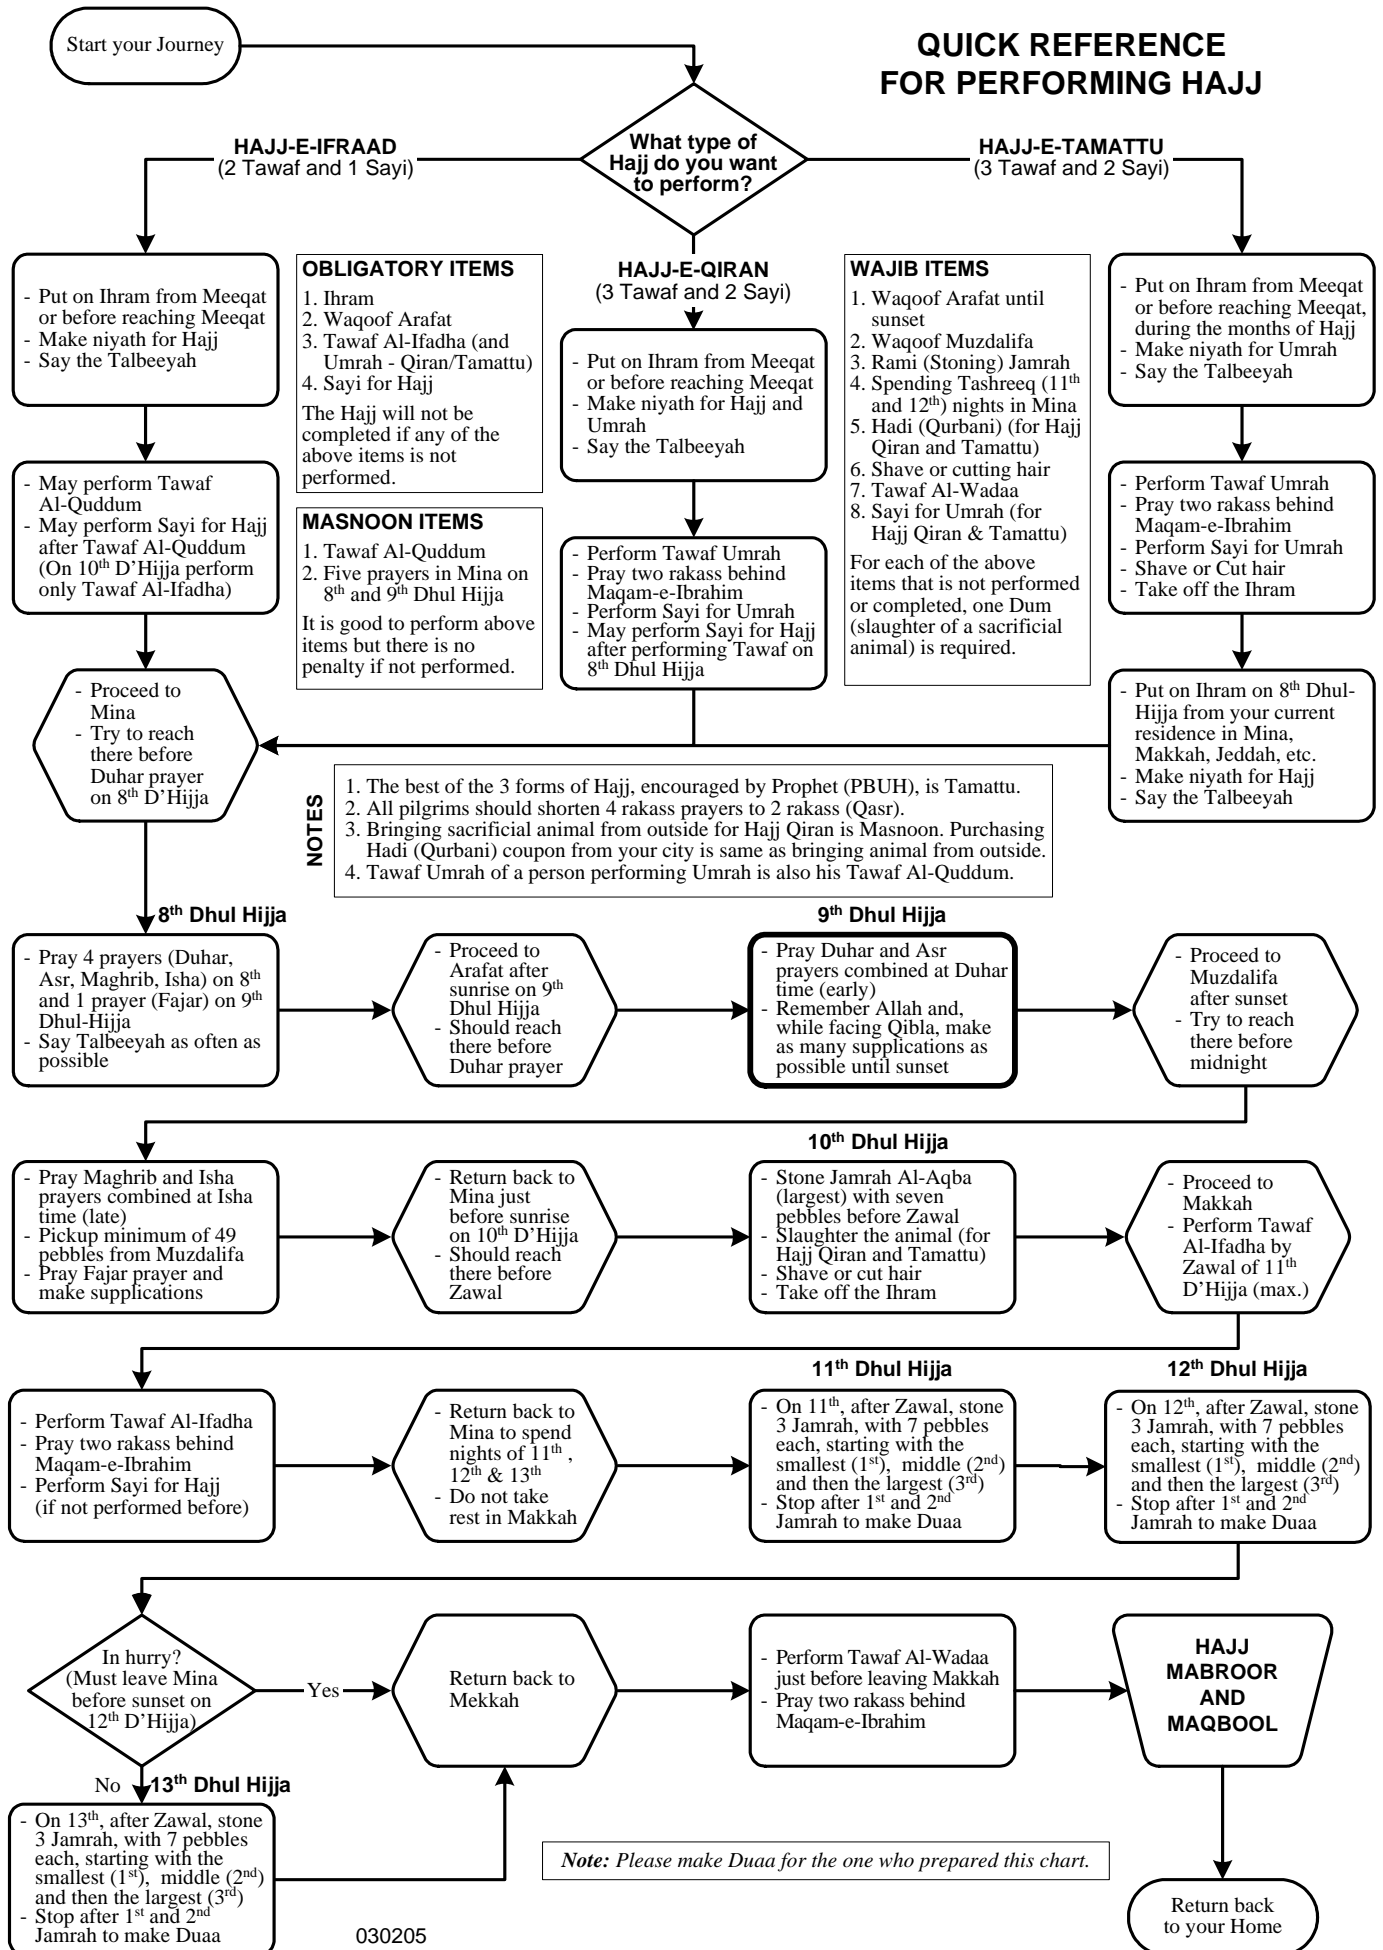 Start your Journey
QUICK REFERENCE
FOR PERFORMING HAJJ
What type of
Hajj do you want
to perform?
HAJJ-E-IFRAAD
(2 Tawaf and 1 Sayi)
HAJJ-E-TAMATTU
(3 Tawaf and 2 Sayi)
- Put on Ihram from Meeqat
or before reaching Meeqat
- Make niyath for Hajj
- Say the Talbeeyah
OBLIGATORY ITEMS
1. Ihram
2. Waqoof Arafat
3. Tawaf Al-Ifadha (and
Umrah - Qiran/Tamattu)
4. Sayi for Hajj
The Hajj will not be
completed if any of the
above items is not
performed.
HAJJ-E-QIRAN
(3 Tawaf and 2 Sayi)
- Put on Ihram from Meeqat
or before reaching Meeqat
- Make niyath for Hajj and
Umrah
- Say the Talbeeyah
WAJIB ITEMS
1. Waqoof Arafat until
sunset
2. Waqoof Muzdalifa
3. Rami (Stoning) Jamrah
4. Spending Tashreeq (11th
and 12th) nights in Mina
5. Hadi (Qurbani) (for Hajj
Qiran and Tamattu)
6. Shave or cutting hair
7. Tawaf Al-Wadaa
8. Sayi for Umrah (for
Hajj Qiran & Tamattu)
For each of the above
items that is not performed
or completed, one Dum
(slaughter of a sacrificial
animal) is required.
- Put on Ihram from Meeqat
or before reaching Meeqat,
during the months of Hajj
- Make niyath for Umrah
- Say the Talbeeyah
- May perform Tawaf
Al-Quddum
- May perform Sayi for Hajj
after Tawaf Al-Quddum
(On 10th D'Hijja perform
only Tawaf Al-Ifadha)
MASNOON ITEMS
1. Tawaf Al-Quddum
2. Five prayers in Mina on
8th and 9th Dhul Hijja
It is good to perform above
items but there is no
penalty if not performed.
- Perform Tawaf Umrah
- Pray two rakass behind
Maqam-e-Ibrahim
- Perform Sayi for Umrah
- May perform Sayi for Hajj
after performing Tawaf on
8th Dhul Hijja
- Perform Tawaf Umrah
- Pray two rakass behind
Maqam-e-Ibrahim
- Perform Sayi for Umrah
- Shave or Cut hair
- Take off the Ihram
- Proceed to
Mina
- Try to reach
there before
Duhar prayer
on 8th D'Hijja
- Put on Ihram on 8th Dhul-
Hijja from your current
residence in Mina,
Makkah, Jeddah, etc.
- Make niyath for Hajj
- Say the Talbeeyah
NOTES
1. The best of the 3 forms of Hajj, encouraged by Prophet (PBUH), is Tamattu.
2. All pilgrims should shorten 4 rakass prayers to 2 rakass (Qasr).
3. Bringing sacrificial animal from outside for Hajj Qiran is Masnoon. Purchasing
Hadi (Qurbani) coupon from your city is same as bringing animal from outside.
4. Tawaf Umrah of a person performing Umrah is also his Tawaf Al-Quddum.
8th Dhul Hijja
- Pray 4 prayers (Duhar,
Asr, Maghrib, Isha) on 8th
and 1 prayer (Fajar) on 9th
Dhul-Hijja
- Say Talbeeyah as often as
possible
- Proceed to
Arafat after
sunrise on 9th
Dhul Hijja
- Should reach
there before
Duhar prayer
9th Dhul Hijja
- Pray Duhar and Asr
prayers combined at Duhar
time (early)
- Remember Allah and,
while facing Qibla, make
as many supplications as
possible until sunset
- Proceed to
Muzdalifa
after sunset
- Try to reach
there before
midnight
- Pray Maghrib and Isha
prayers combined at Isha
time (late)
- Pickup minimum of 49
pebbles from Muzdalifa
- Pray Fajar prayer and
make supplications
- Return back to
Mina just
before sunrise
on 10th D'Hijja
- Should reach
there before
Zawal
10th Dhul Hijja
- Stone Jamrah Al-Aqba
(largest) with seven
pebbles before Zawal
- Slaughter the animal (for
Hajj Qiran and Tamattu)
- Shave or cut hair
- Take off the Ihram
- Proceed to
Makkah
- Perform Tawaf
Al-Ifadha by
Zawal of 11th
D'Hijja (max.)
- Perform Tawaf Al-Ifadha
- Pray two rakass behind
Maqam-e-Ibrahim
- Perform Sayi for Hajj
(if not performed before)
- Return back to
Mina to spend
nights of 11th ,
12th & 13th
- Do not take
rest in Makkah
11th Dhul Hijja
- On 11th, after Zawal, stone
3 Jamrah, with 7 pebbles
each, starting with the
smallest (1st), middle (2nd)
and then the largest (3rd)
- Stop after 1st and 2nd
Jamrah to make Duaa
12th Dhul Hijja
- On 12th, after Zawal, stone
3 Jamrah, with 7 pebbles
each, starting with the
smallest (1st), middle (2nd)
and then the largest (3rd)
- Stop after 1st and 2nd
Jamrah to make Duaa
In hurry?
(Must leave Mina
before sunset on
12th D'Hijja)
Yes
Return back to
Mekkah
- Perform Tawaf Al-Wadaa
just before leaving Makkah
- Pray two rakass behind
Maqam-e-Ibrahim
HAJJ
MABROOR
AND
MAQBOOL
No
13th Dhul Hijja
- On 13th, after Zawal, stone
3 Jamrah, with 7 pebbles
each, starting with the
smallest (1st), middle (2nd)
and then the largest (3rd)
- Stop after 1st and 2nd
Jamrah to make Duaa
Note: Please make Duaa for the one who prepared this chart.
Return back
to your Home
030205